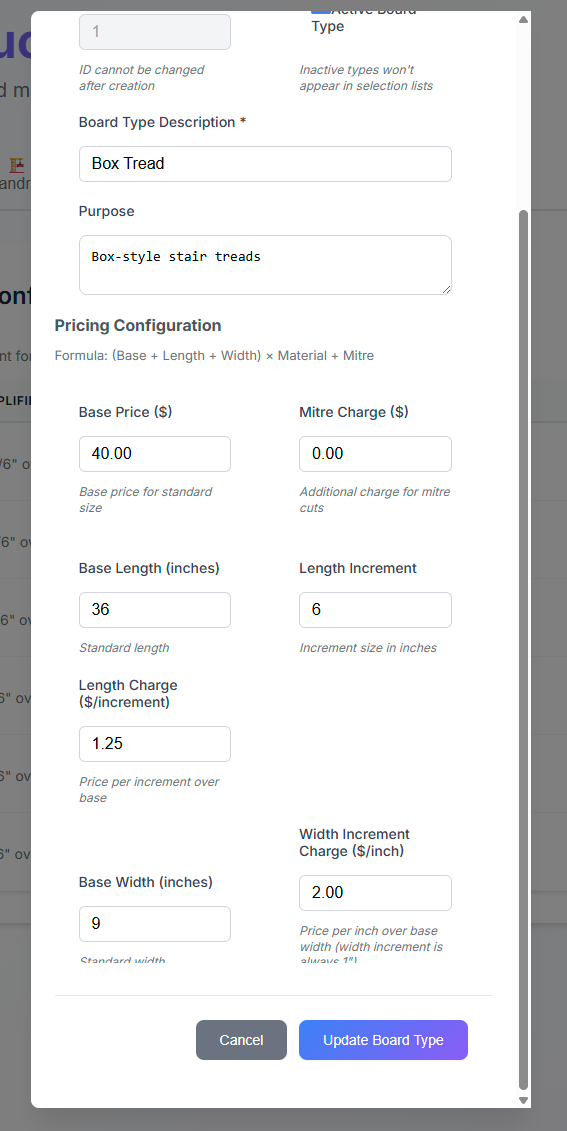 1
Active Board
Type
ID cannot be changed
after creation
Inactive types won't
appear in selection lists
Board Type Description *
Box Tread
Purpose
Box-style stair treads
Pricing Configuration
Formula: (Base + Length + Width) × Material + Mitre
Base Price ($)
Mitre Charge ($)
40.00
0.00
Base price for standard
size
Additional charge for mitre
cuts
Base Length (inches)
Length Increment
36
6
Standard length
Increment size in inches
Length Charge
($/increment)
1.25
Price per increment over
base
Width Increment
Charge ($/inch)
Base Width (inches)
2.00
9
Price per inch over base
width (width increment is
always 1")
Standard width
Cancel
Update Board Type